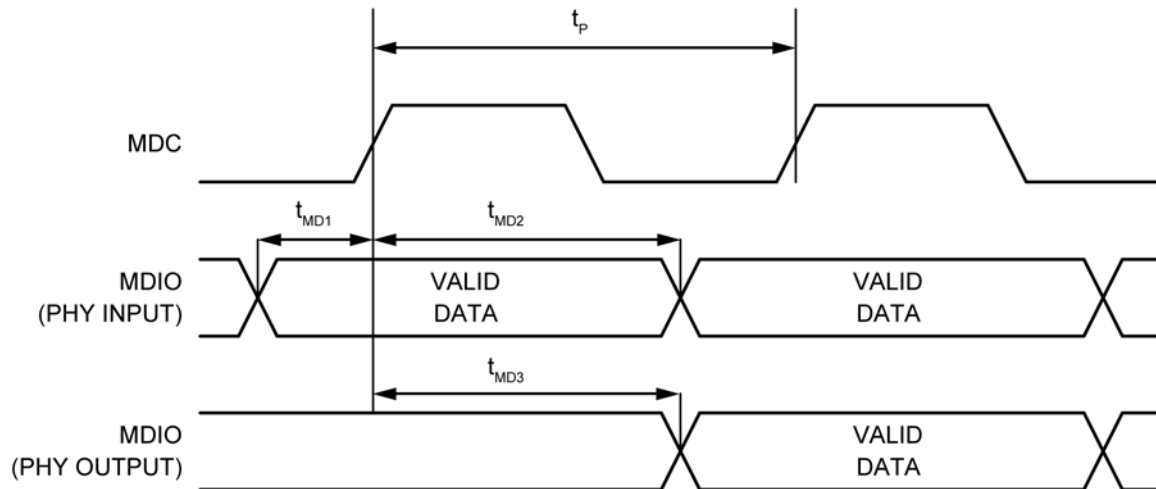 tP
MDC
tMD1
tMD2
MDIO
(PHY INPUT)
VALID
DATA
VALID
DATA
tMD3
MDIO
(PHY OUTPUT)
VALID
DATA